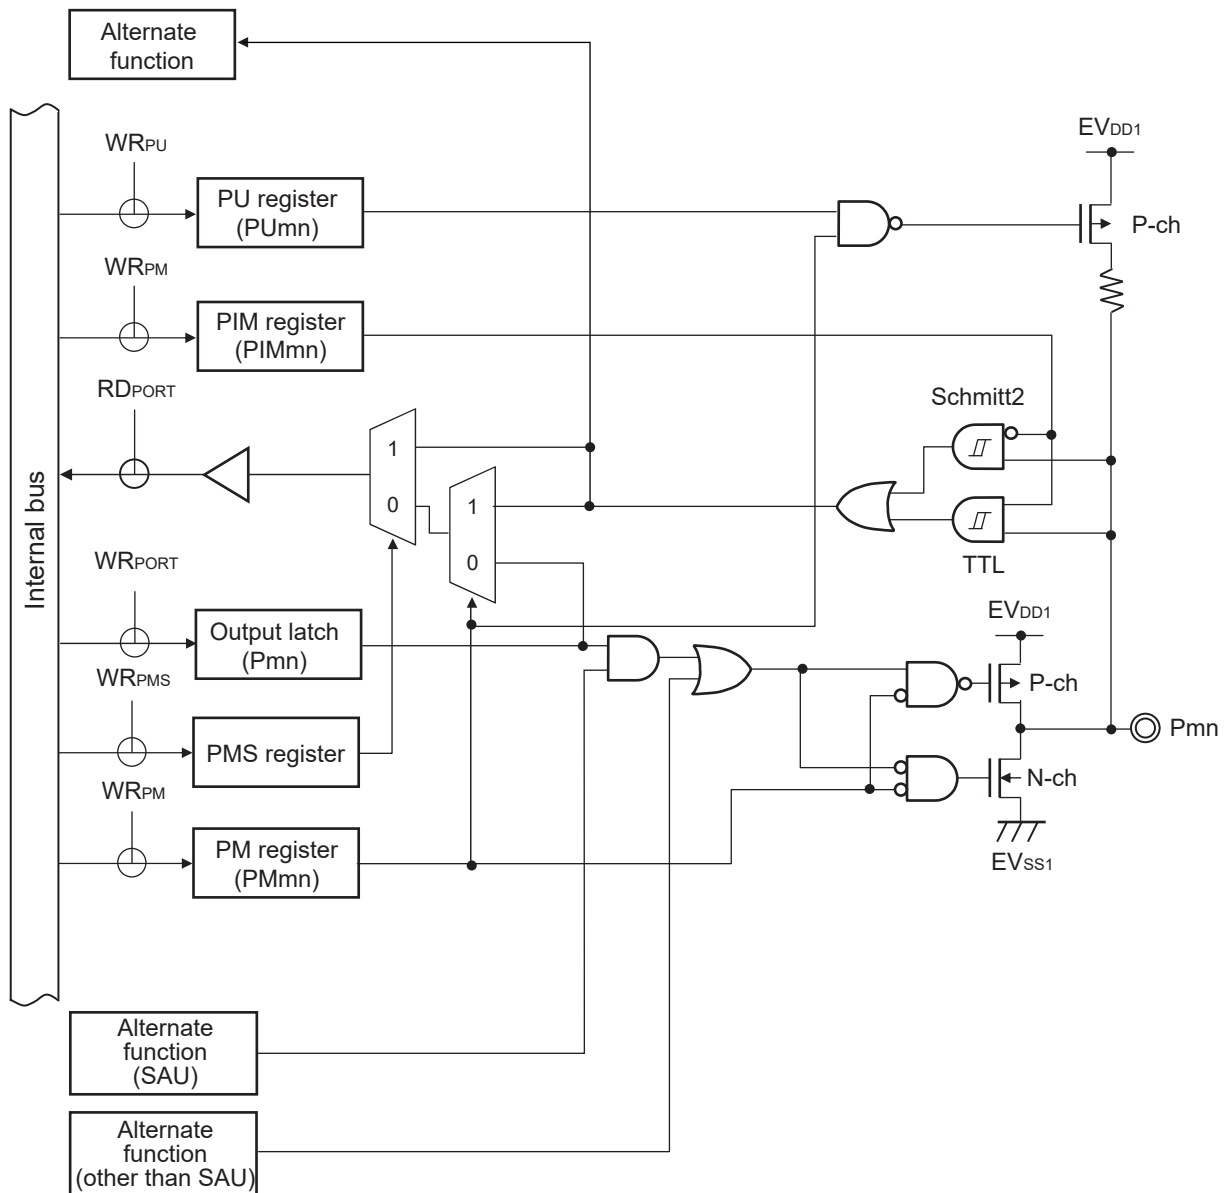 Alternate
function
WRPU
PU register
(PUmn)
EVDD1
P-ch
WRPM
PIM register
(PIMmn)
RDPORT
Schmitt2
1
0
1
0
TTL
Internal bus
WRPORT
Output latch
(Pmn)
EVDD1
P-ch
Pmn
WRPMS
PMS register
N-ch
WRPM
PM register
(PMmn)
EVSS1
Alternate
function
(SAU)
Alternate
function
(other than SAU)